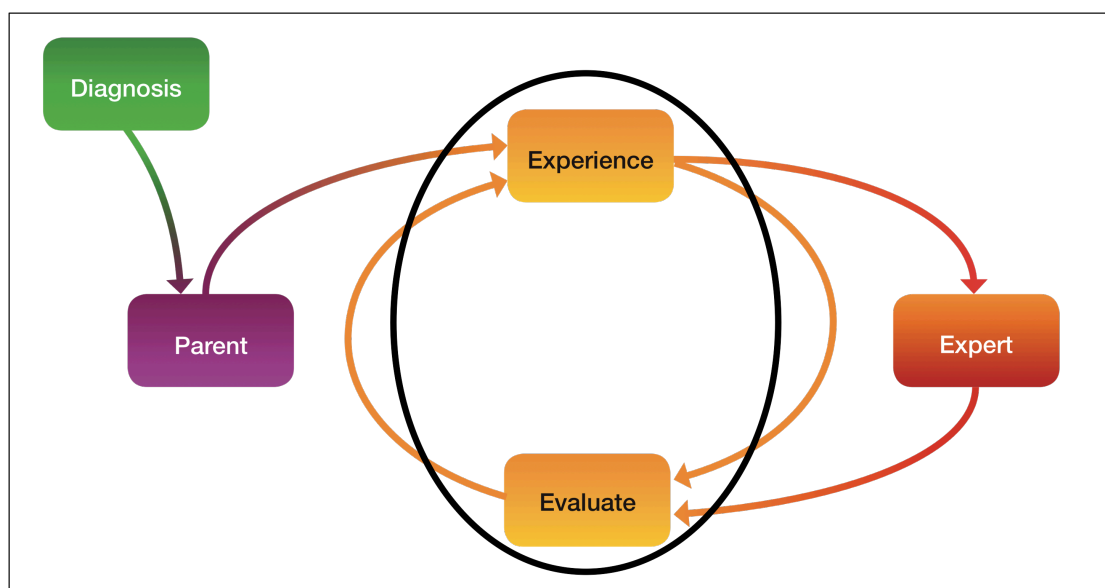 Diagnosis
Experience
Parent
Expert
Evaluate